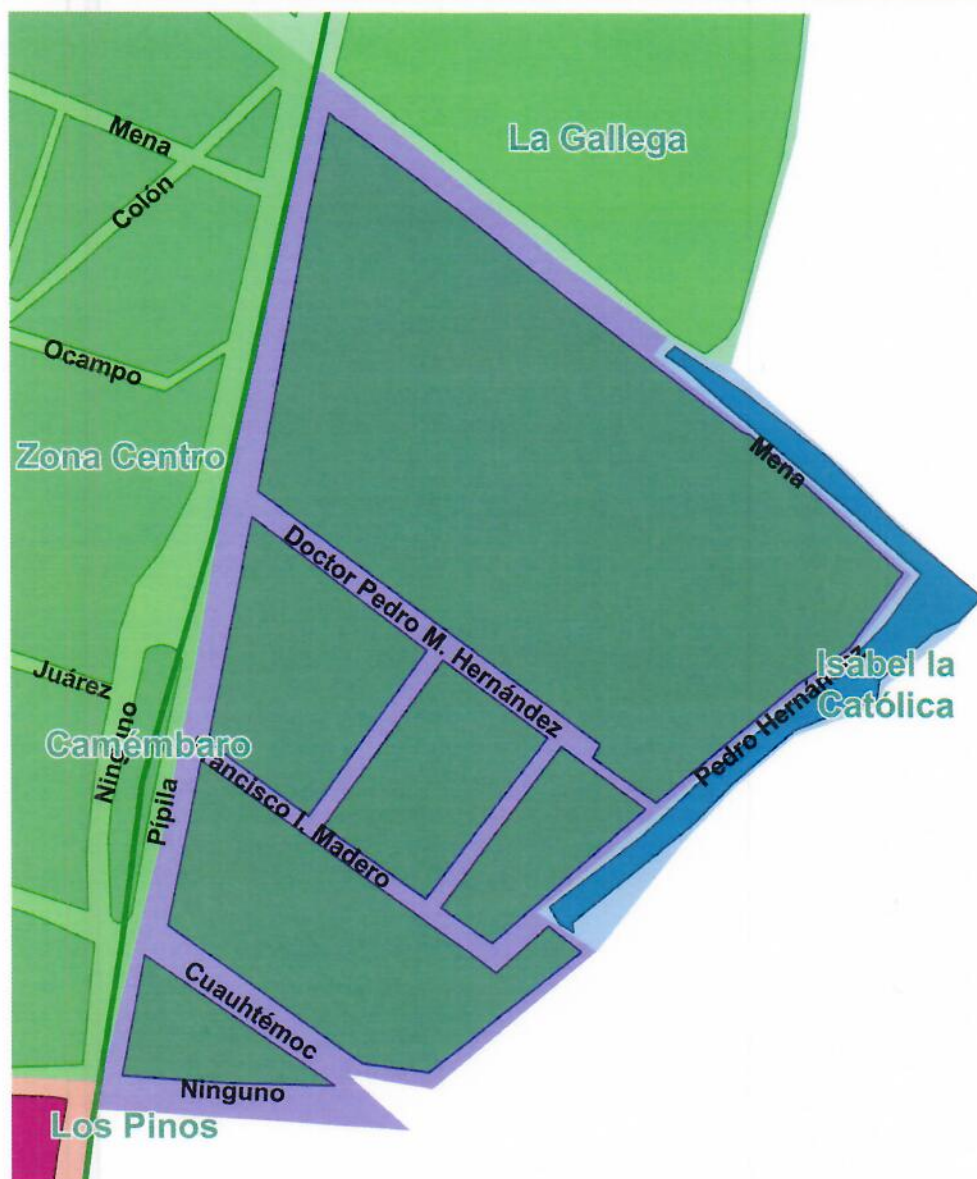 Mena
La Gallega
Colón
Ocampo
Zona Centro
Mena
Doctor Pedro M. Hernández
Juárez
Isabel la
Católica
Ninguno
Camémbaro
Pedro
Pípila
I. Madero
Cuauhtémoc
Ninguno
Los Pinos